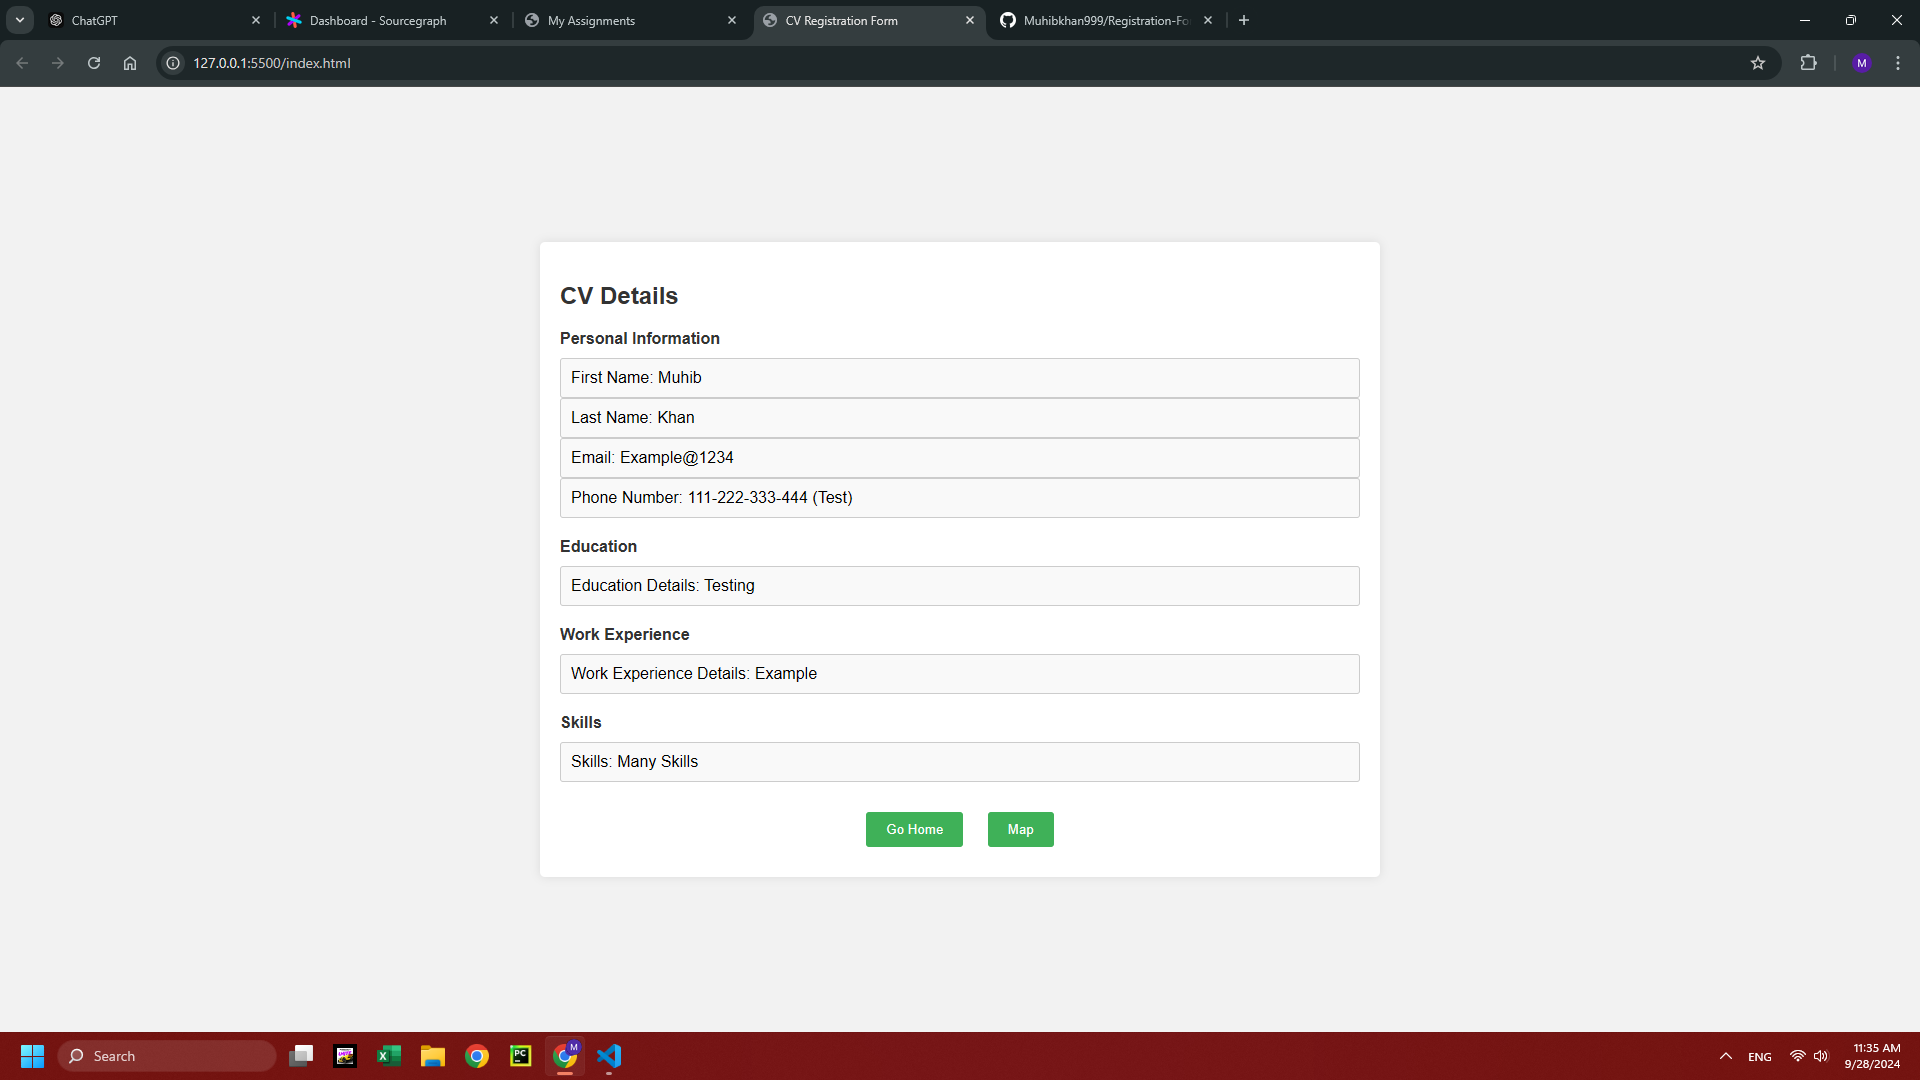 ChatGPT
Dashboard - Sourcegraph
My Assignments
CV Registration Form
Muhibkhan999/Registration-Fo
127.0.0.1:5500/index.html
M
CV Details
Personal Information
First Name: Muhib
Last Name: Khan
Email: Example@1234
Phone Number: 111-222-333-444 (Test)
Education
Education Details: Testing
Work Experience
Work Experience Details: Example
Skills
Skills: Many Skills
Go Home
Map
Search
PC
M
ENG
11:35 AM
9/28/2024